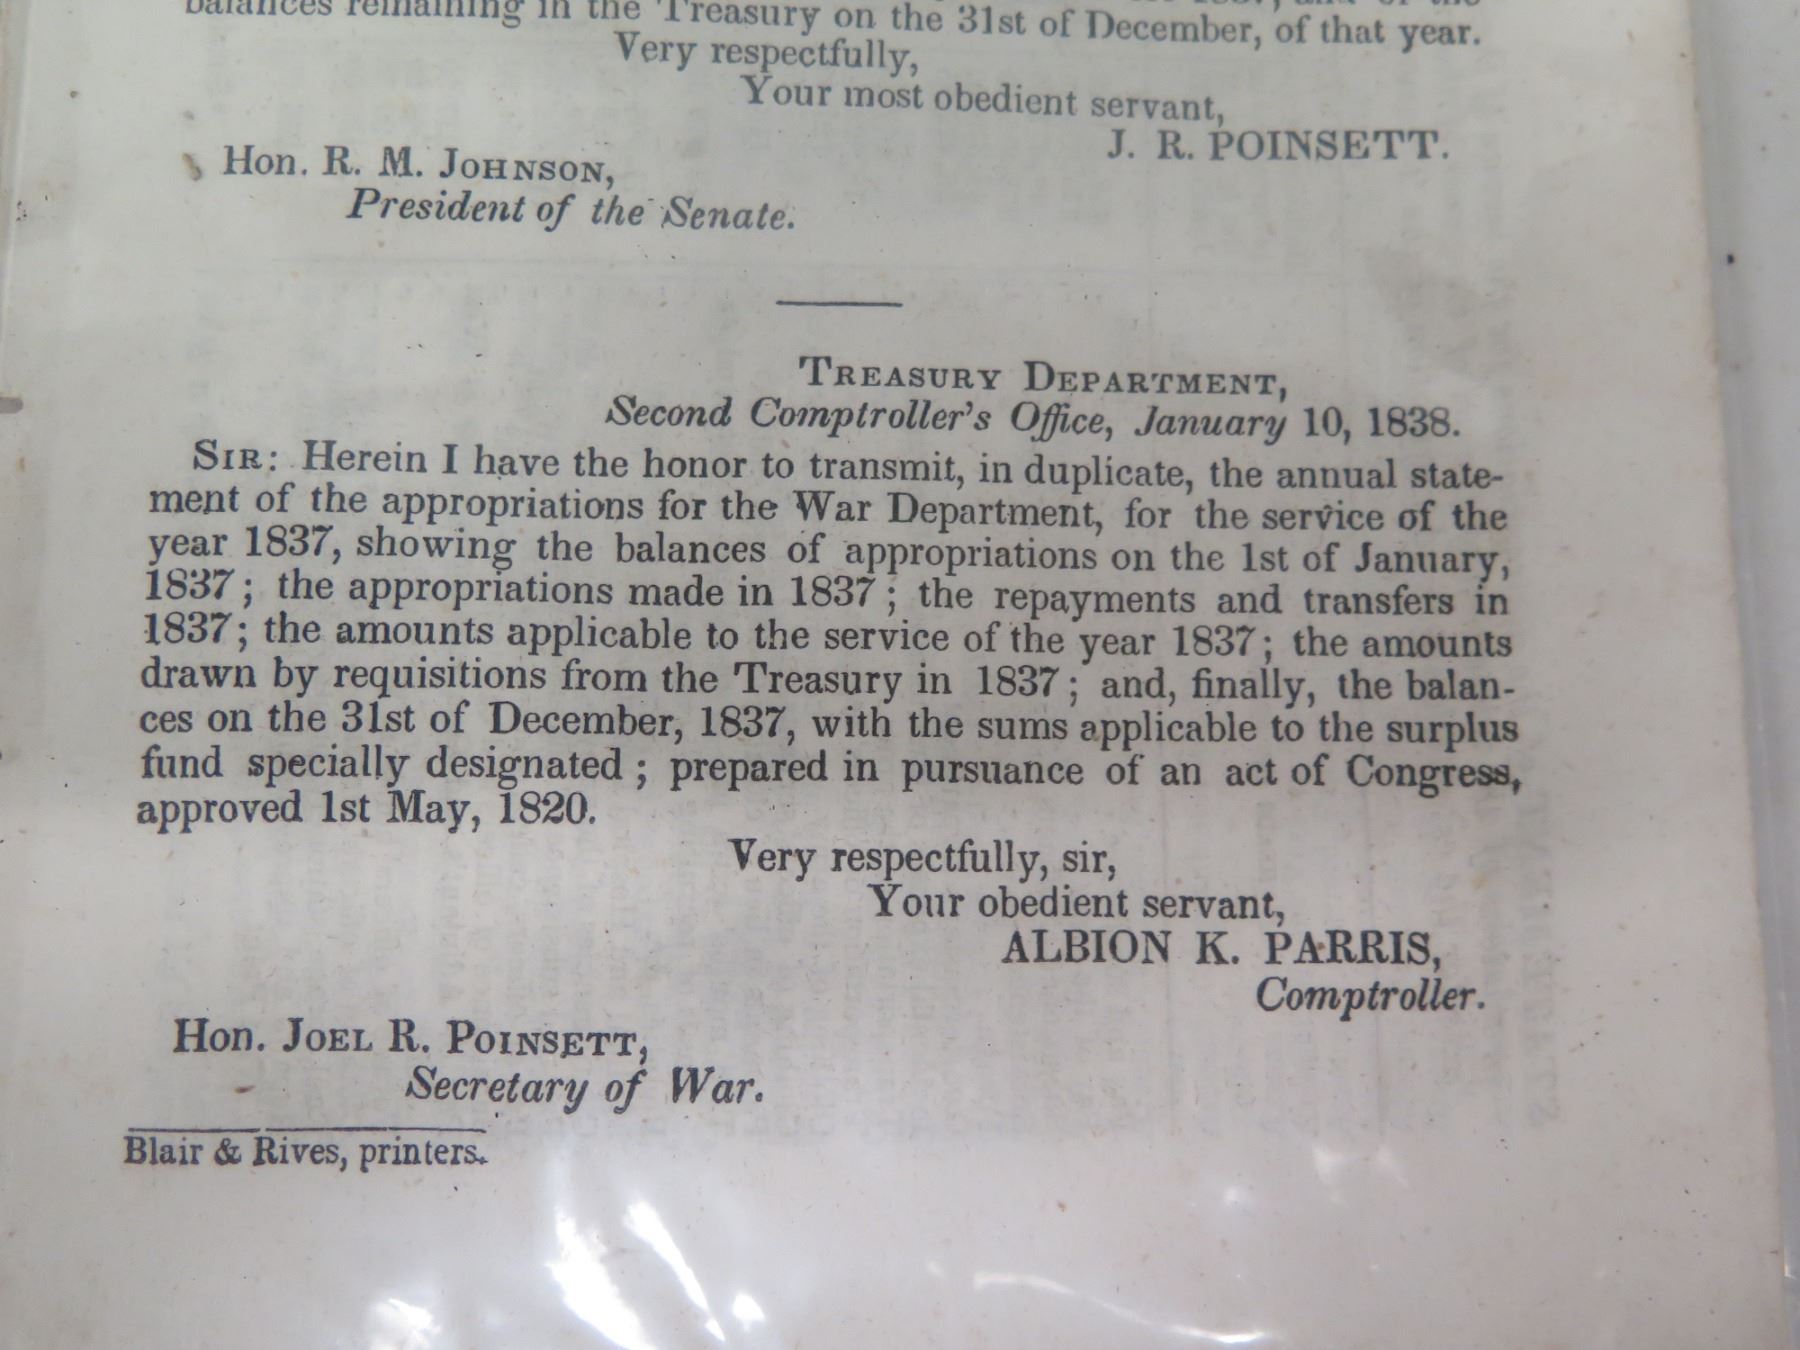 balances remaining in the Treasury on the 31st of December, of that year.
Very respectfully,
Your most obedient servant,
J. R. POINSETT.
Hon. R. M. JOHNSON,
President of the Senate.
TREASURY DEPARTMENT,
Second Comptroller's Office, January 10, 1838.
SIR: Herein I have the honor to transmit, in duplicate, the annual state-
ment of the appropriations for the War Department, for the service of the
year 1837, showing the balances of appropriations on the 1st of January,
1837; the appropriations made in 1837; the repayments and transfers in
1837; the amounts applicable to the service of the year 1837; the amounts
drawn by requisitions from the Treasury in 1837; and, finally, the balan-
ces on the 31st of December, 1837, with the sums applicable to the surplus
fund specially designated; prepared in pursuance of an act of Congress,
approved 1st May, 1820.
Very respectfully, sir,
Your obedient servant,
ALBION K. PARRIS,
Comptroller.
Hon. JOEL R. POINSETT,
Secretary of War.
Blair & Rives, printers.